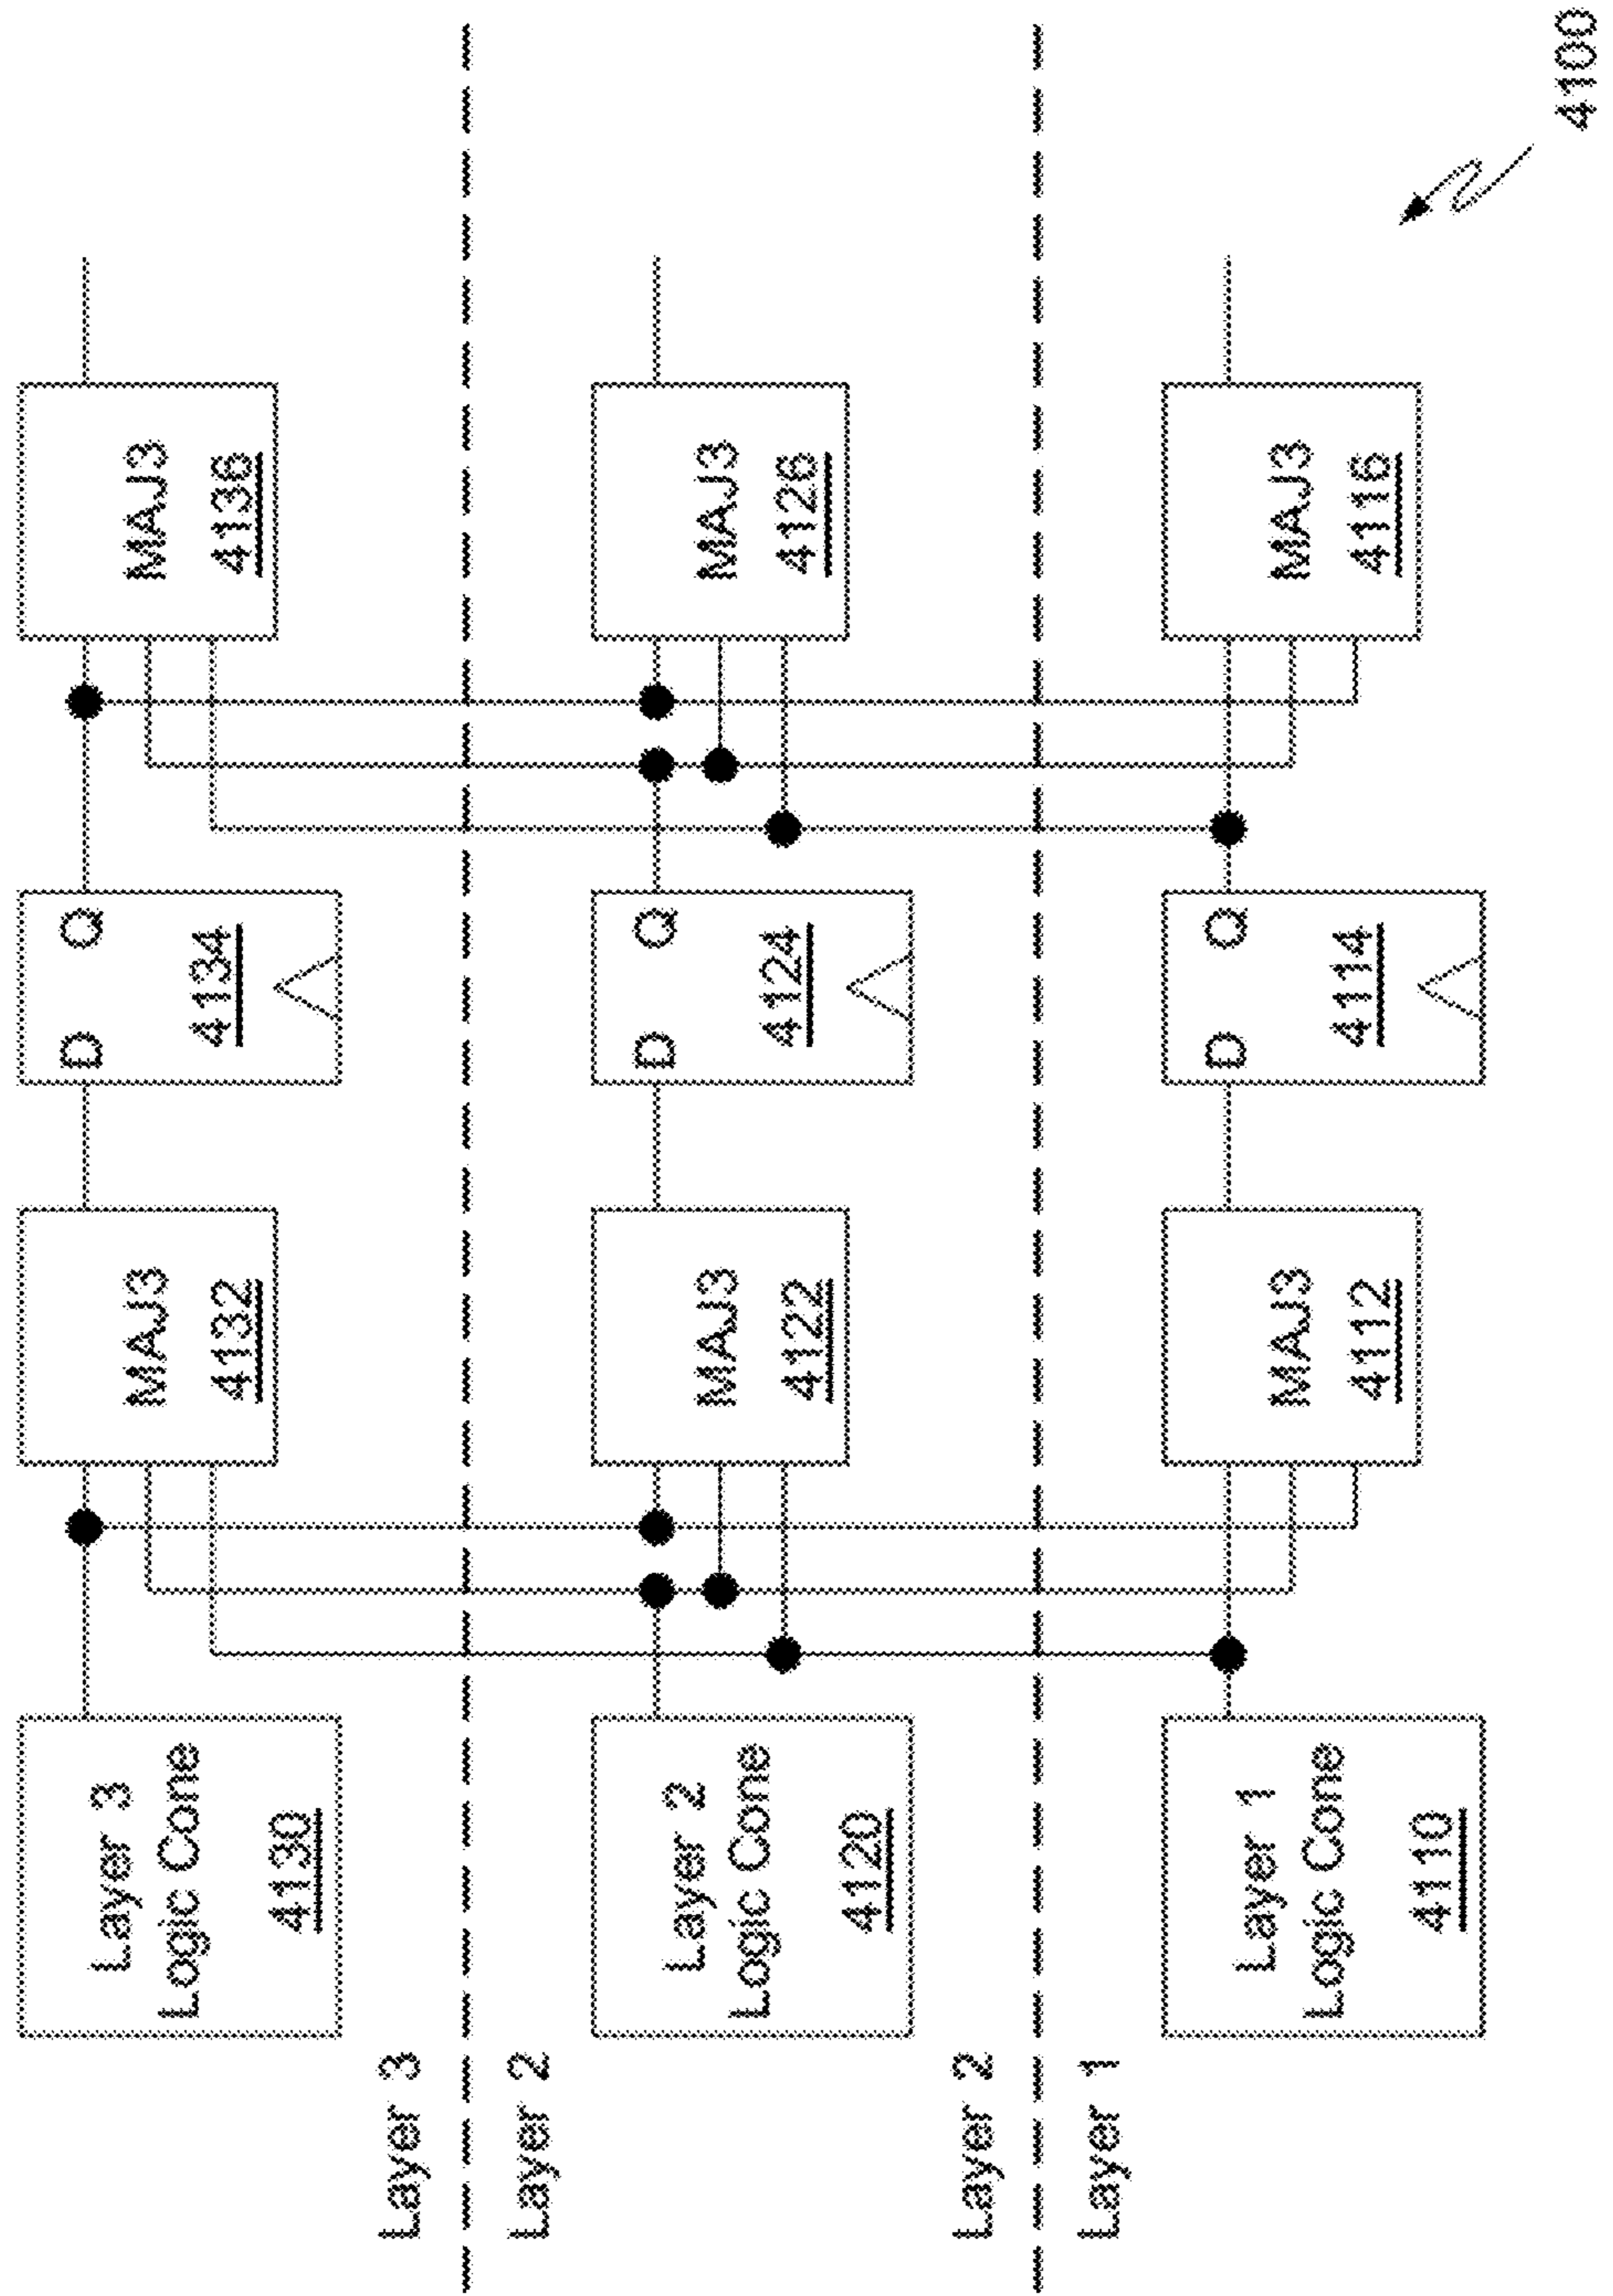 Layer 3
Logic Cone
4130
MAJ3
4132
D Q
4134
MAJ3
4136
Layer 3
Layer 2
Layer 2
Logic Cone
4120
MAJ3
4122
D Q
4124
MAJ3
4126
Layer 2
Layer 1
Layer 1
Logic Cone
4110
MAJ3
4112
D Q
4114
MAJ3
4116
4100